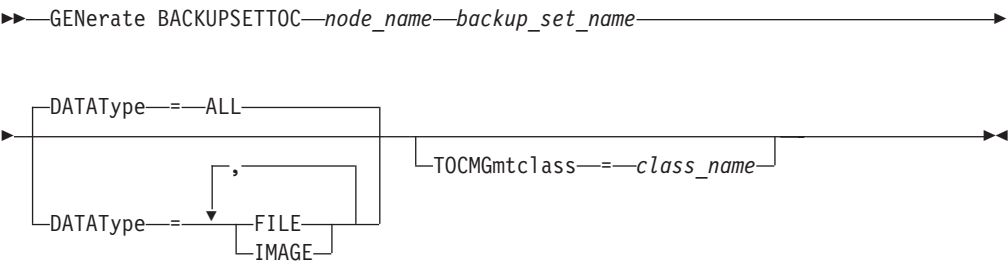 GENerate BACKUPSETTOC node_name backup_set_name
DATAType = ALL
TOCMGmtclass = class_name
,
DATAType = FILE
IMAGE